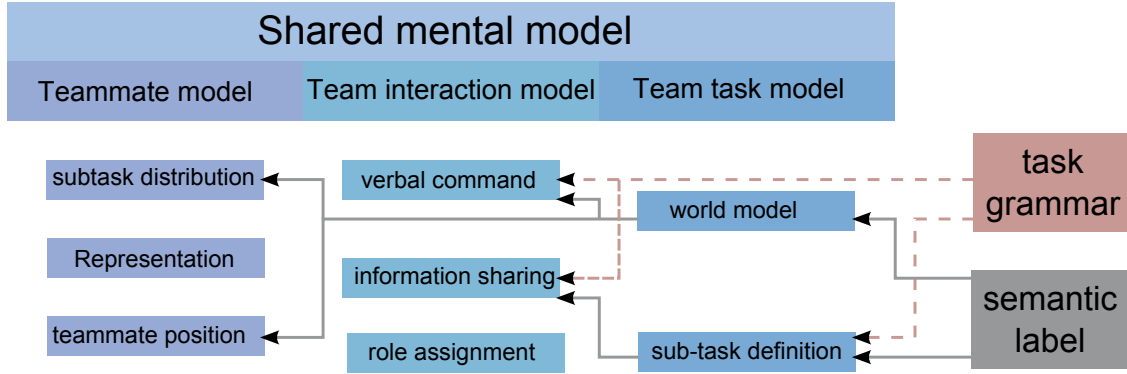 Shared mental model
Teammate model
Team interaction model
Team task model
subtask distribution
Representation
teammate position
verbal command
information sharing
role assignment
world model
sub-task definition
task
grammar
semantic
label